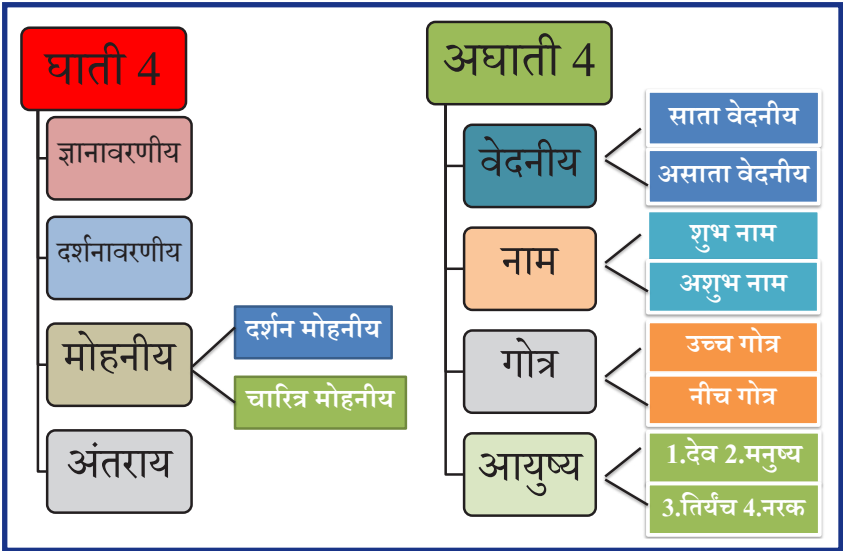 घाती 4
ज्ञानावरणीय
दर्शनावरणीय
मोहनीय
दर्शन मोहनीय
चारित्र मोहनीय
अंतराय
अघाती 4
वेदनीय
साता वेदनीय
असाता वेदनीय
नाम
शुभ नाम
अशुभ नाम
गोत्र
उच्च गोत्र
नीच गोत्र
आयुष्य
1.देव 2.मनुष्य
3.तिर्यंच 4.नरक